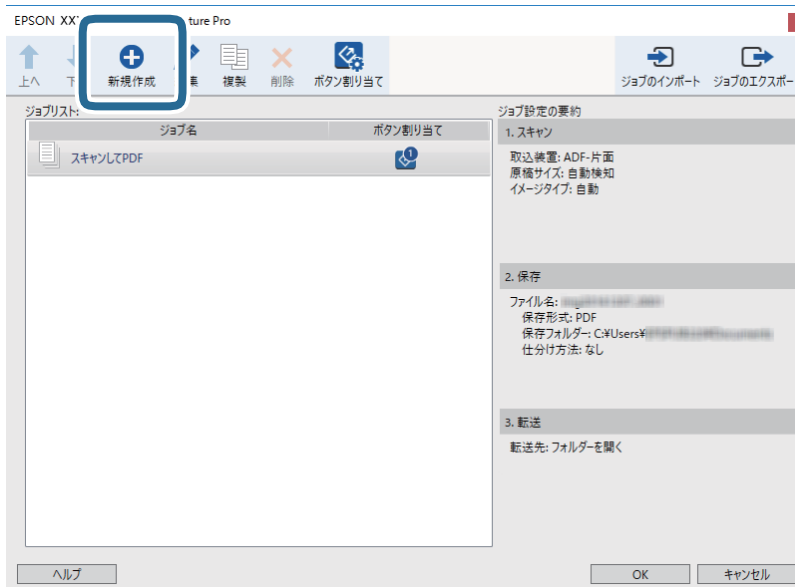 EPSON XX ture Pro
上へ
新規作成
複製
削除
ボタン割り当て
ジョブのインポート
ジョブのエクスポー
ジョブリスト:
ジョブ名
ボタン割り当て
スキャンしてPDF
1
ジョブ設定の要約
1. スキャン
取込装置: ADF-片面
原稿サイズ: 自動検知
イメージタイプ: 自動
2. 保存
ファイル名:
保存形式: PDF
保存フォルダー: C:¥Users¥
仕分け方法: なし
3. 転送
転送先: フォルダーを開く
ヘルプ
OK
キャンセル